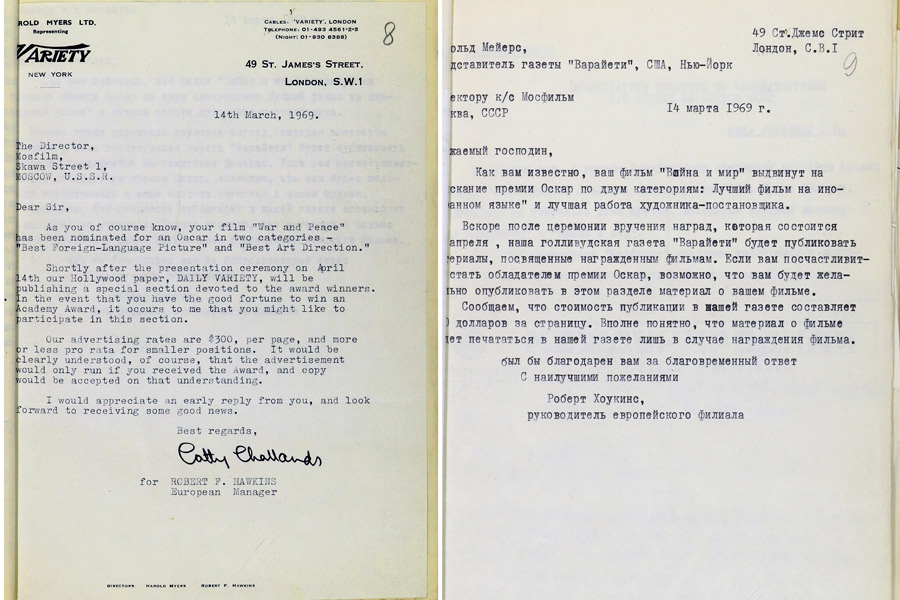 ROLD MYERS LTD.
Representing
VARIETY
NEW YORK
CABLES: 'VARIETY', LONDON
TELEPHONE: 01-493 4561-2-3
(NIGHT: 01-930 8388)
8
49 ST. JAMES'S STREET,
LONDON, S.W.1
14th March, 1969.
The Director,
Mosfilm,
Skawa Street 1,
MOSCOW, U.S.S.R.
Dear Sir,
As you of course know, your film "War and Peace"
has been nominated for an Oscar in two categories -
"Best Foreign-Language Picture" and "Best Art Direction."
Shortly after the presentation ceremony on April
14th our Hollywood paper, DAILY VARIETY, will be
publishing a special section devoted to the award winners.
In the event that you have the good fortune to win an
Academy Award, it occurs to me that you might like to
participate in this section.
Our advertising rates are $300, per page, and more
or less pro rata for smaller positions. It would be
clearly understood, of course, that the advertisement
would only run if you received the Award, and copy
would be accepted on that understanding.
I would appreciate an early reply from you, and look
forward to receiving some good news.
Best regards,
Catty Challands
for ROBERT F. HAWKINS
European Manager
DIRECTORS HAROLD MYERS ROBERT F. HAWKINS
49 Ст.Джемс Стрит
Лондон, С.В.I
9
ольд Мейерс,
дставитель газеты "Варайети", США, Нью-Йорк
ектору к/с Мосфильм
ква, СССР
I4 марта I969 г.
жаемый господин,
Как вам известно, ваш фильм "Война и мир" выдвинут на
скание премии Оскар по двум категориям: Лучший фильм на ино-
анном языке" и лучшая работа художника-постановщика.
Вскоре после церемонии вручения наград, которая состоится
апреля , наша голливудская газета "Варайети" будет публиковать
ериалы, посвященные награжденным фильмам. Если вам посчастливит-
стать обладателем премии Оскар, возможно, что вам будет жела-
ьно опубликовать в этом разделе материал о вашем фильме.
Сообщаем, что стоимость публикации в нашей газете составляет
долларов за страницу. Вполне понятно, что материал о фильме
ет печататься в нашей газете лишь в случае награждения фильма.
был бы благодарен вам за благовременный ответ
С наилучшими пожеланиями
Роберт Хоукинс,
руководитель европейского филиала